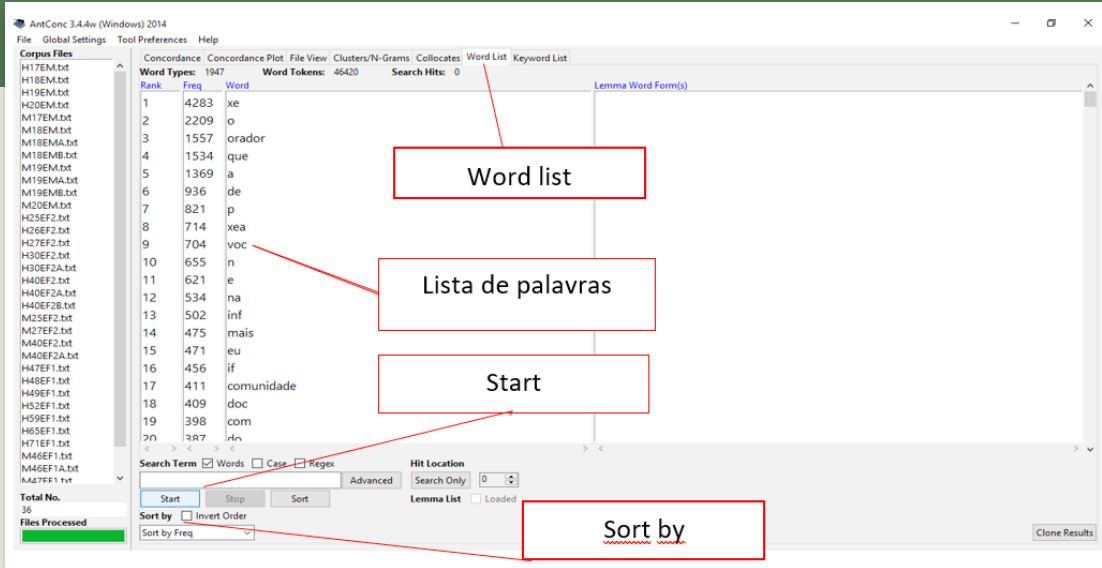 AntConc 3.4.4w (Windows) 2014
File Global Settings Tool Preferences Help
Corpus Files
H17EM.txt
H18EM.txt
H19EM.txt
H20EM.txt
M17EM.txt
M18EM.txt
M18EMA.txt
M18EMB.txt
M19EM.txt
M19EMA.txt
M19EMB.txt
M20EM.txt
H25EF2.txt
H26EF2.txt
H27EF2.txt
H30EF2.txt
H30EF2A.txt
H40EF2.txt
H40EF2A.txt
H40EF2B.txt
M25EF2.txt
M27EF2.txt
M40EF2.txt
M40EF2A.txt
H47EF1.txt
H48EF1.txt
H49EF1.txt
H52EF1.txt
H59EF1.txt
H65EF1.txt
H71EF1.txt
M46EF1.txt
M46EF1A.txt
M47EF1.txt
Total No.
36
Files Processed
Concordance Concordance Plot File View Clusters/N-Grams Collocates Word List Keyword List
Word Types: 1947 Word Tokens: 46420 Search Hits: 0
Rank Freq Word Lemma Word Form(s)
1 4283 xe
2 2209 o
3 1557 orador
4 1534 que
5 1369 a
6 936 de
7 821 p
8 714 xea
9 704 voc
10 655 n
11 621 e
12 534 na
13 502 inf
14 475 mais
15 471 eu
16 456 if
17 411 comunidade
18 409 doc
19 398 com
20 387 do
Word list
Lista de palavras
Start
Sort by
Search Term Words Case Regex Hit Location
Advanced Search Only 0
Start Stop Sort Lemma List Loaded
Sort by Invert Order
Sort by Freq Clone Results